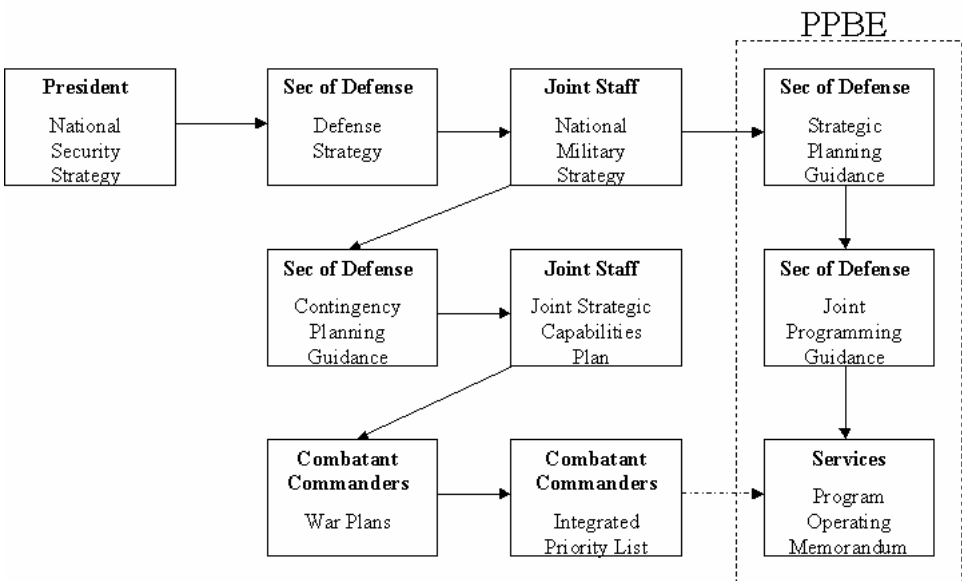 PPBE
President
National
Security
Strategy
Sec of Defense
Defense
Strategy
Joint Staff
National
Military
Strategy
Sec of Defense
Strategic
Planning
Guidance
Sec of Defense
Contingency
Planning
Guidance
Joint Staff
Joint Strategic
Capabilities
Plan
Sec of Defense
Joint
Programming
Guidance
Combatant
Commanders
War Plans
Combatant
Commanders
Integrated
Priority List
Services
Program
Operating
Memorandum